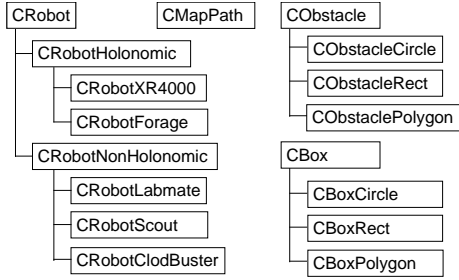 CRobot
CRobotHolonomic
CRobotXR4000
CRobotForage
CRobotNonHolonomic
CRobotLabmate
CRobotScout
CRobotClodBuster
CMapPath
CObstacle
CObstacleCircle
CObstacleRect
CObstaclePolygon
CBox
CBoxCircle
CBoxRect
CBoxPolygon